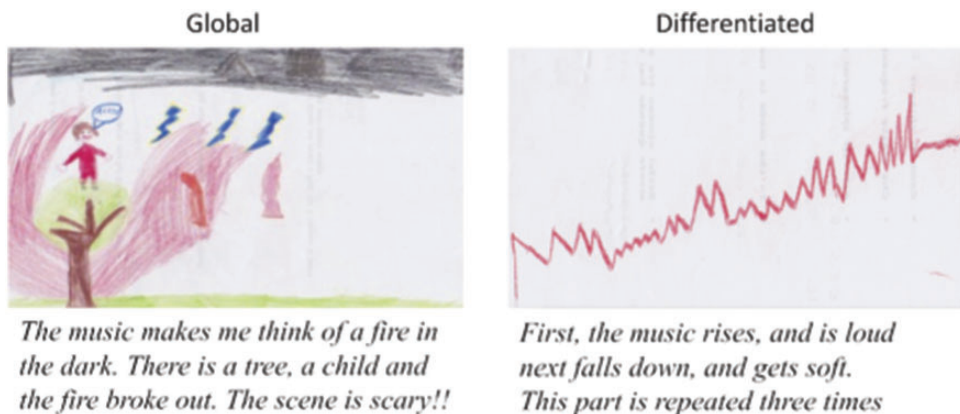 Global
The music makes me think of a fire in
the dark. There is a tree, a child and
the fire broke out. The scene is scary!!
Differentiated
First, the music rises, and is loud
next falls down, and gets soft.
This part is repeated three times